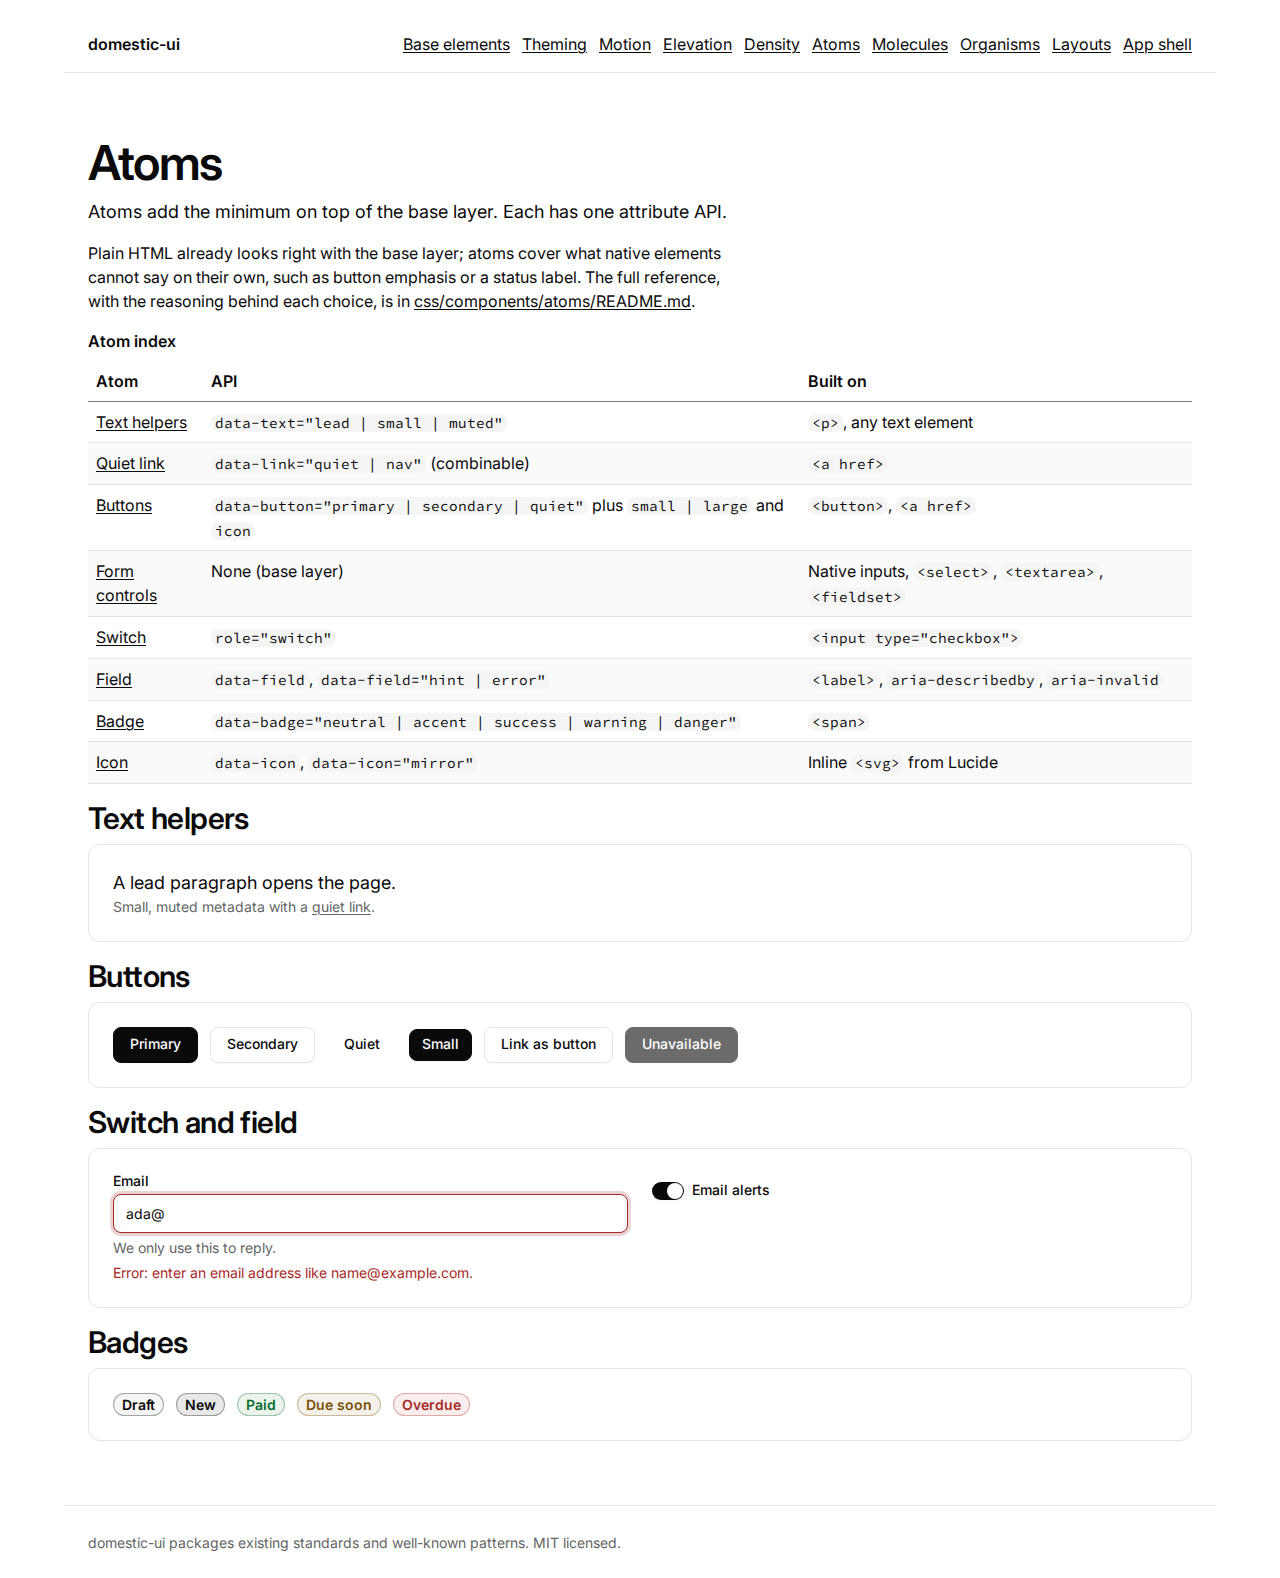 domestic-ui
Base elements Theming Motion Elevation Density Atoms Molecules Organisms Layouts App shell
Atoms
Atoms add the minimum on top of the base layer. Each has one attribute API.
Plain HTML already looks right with the base layer; atoms cover what native elements
cannot say on their own, such as button emphasis or a status label. The full reference,
with the reasoning behind each choice, is in css/components/atoms/README.md.
Atom index
Atom API Built on
Text helpers data-text="lead | small | muted" <p>, any text element
Quiet link data-link="quiet | nav" (combinable) <a href>
Buttons data-button="primary | secondary | quiet" plus small | large and <button>, <a href>
icon
Form None (base layer) Native inputs, <select>, <textarea>,
controls <fieldset>
Switch role="switch" <input type="checkbox">
Field data-field, data-field="hint | error" <label>, aria-describedby, aria-invalid
Badge data-badge="neutral | accent | success | warning | danger" <span>
Icon data-icon, data-icon="mirror" Inline <svg> from Lucide
Text helpers
A lead paragraph opens the page.
Small, muted metadata with a quiet link.
Buttons
Primary Secondary Quiet Small Link as button Unavailable
Switch and field
Email
Email alerts
ada@
We only use this to reply.
Error: enter an email address like name@example.com.
Badges
Draft New Paid Due soon Overdue
domestic-ui packages existing standards and well-known patterns. MIT licensed.